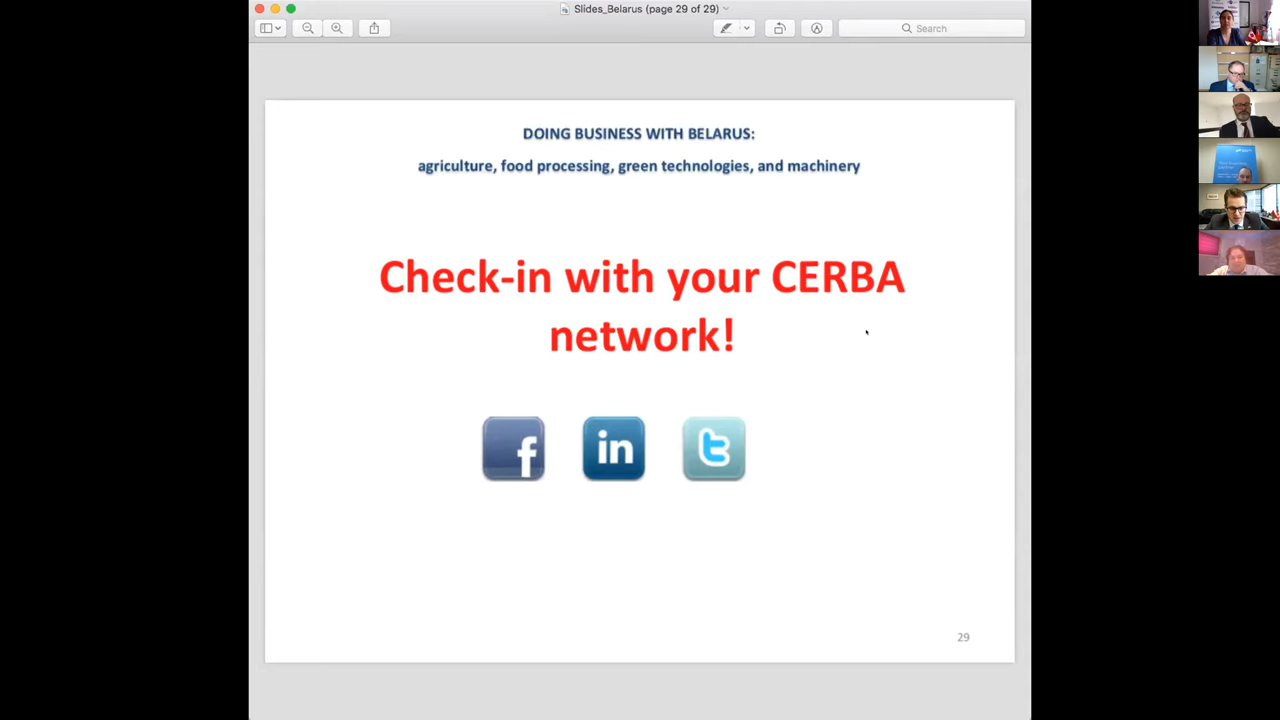 Slides_Belarus (page 29 of 29)
Search
DOING BUSINESS WITH BELARUS:
agriculture, food processing, green technologies, and machinery
Check-in with your CERBA
network!
f
in
t
29